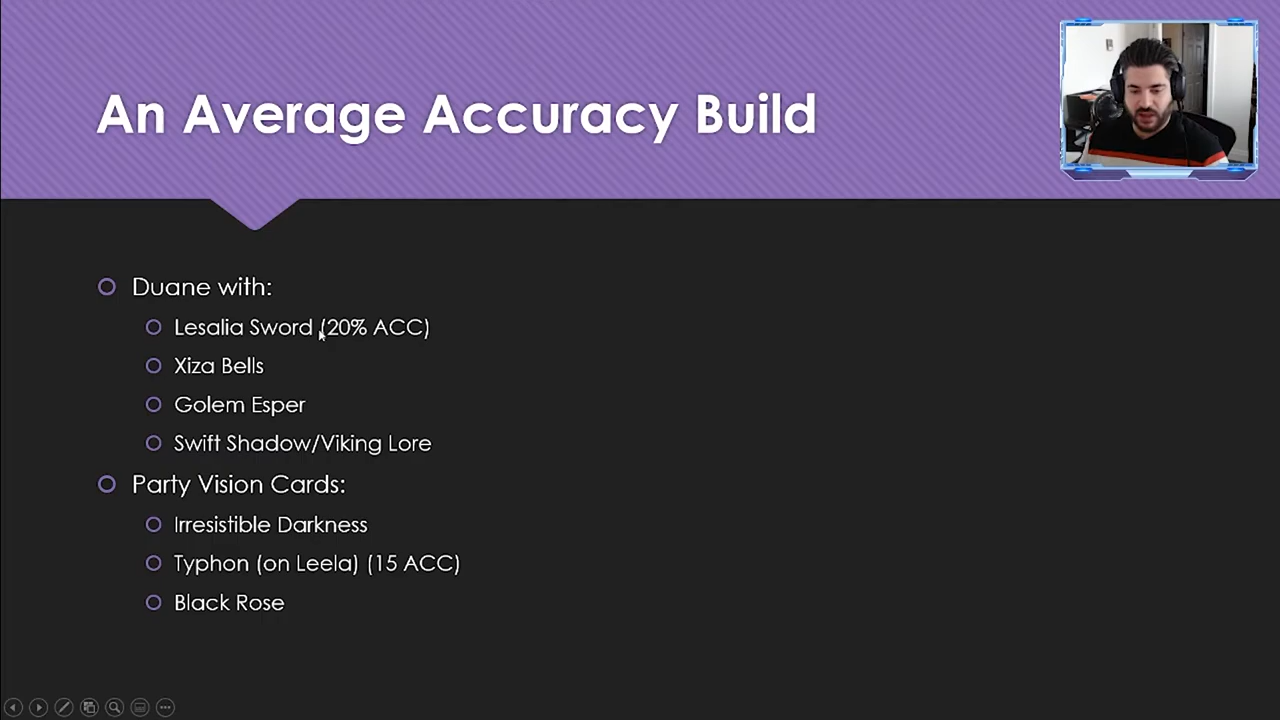 An Average Accuracy Build
Duane with:
Lesalia Sword (20% ACC)
Xiza Bells
Golem Esper
Swift Shadow/Viking Lore
Party Vision Cards:
Irresistible Darkness
Typhon (on Leela) (15 ACC)
Black Rose